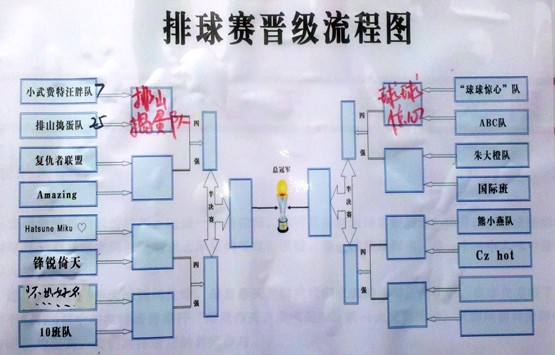 排球赛晋级流程图
小武费特汪胖队 7
排山捣蛋队 25
复仇者联盟
Amazing
Hatsune Miku ♡
锋锐倚天
10班队
排山
捣蛋队
四强
半决赛
四强
总冠军
四强
半决赛
四强
球球
惊心
“球球惊心”队
ABC队
朱大橙队
国际班
熊小燕队
Cz hot